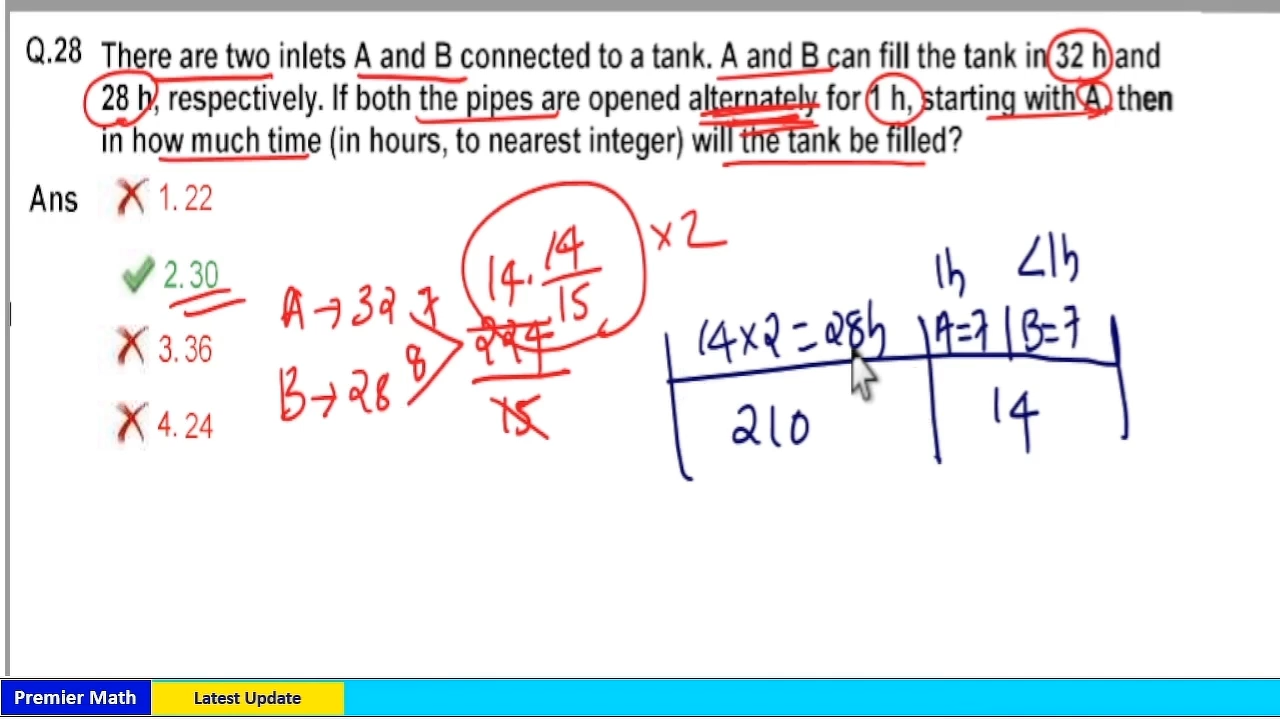 Q.28 There are two inlets A and B connected to a tank. A and B can fill the tank in 32 h and
28 h, respectively. If both the pipes are opened alternately for 1 h, starting with A, then
in how much time (in hours, to nearest integer) will the tank be filled?
Ans 1. 22
2. 30
3. 36
4. 24
14 · 14/15 ×2
A → 32 7
B → 28 8
224
15
1h <1h
14×2=28h A=7 B=7
210 14
Premier Math Latest Update